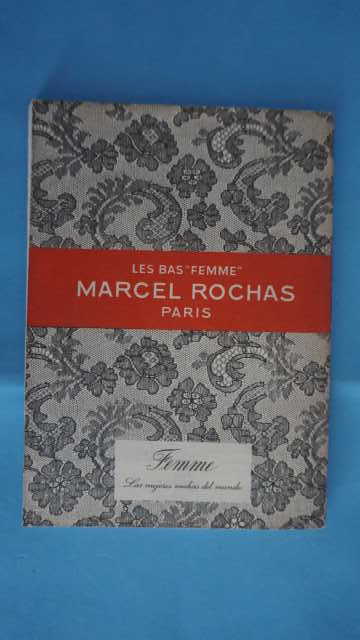 LES BAS "FEMME"
MARCEL ROCHAS
PARIS
Femme
Las mejores medias del mundo